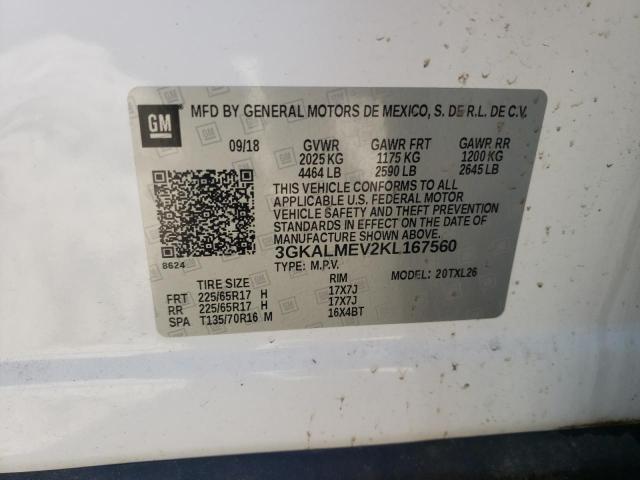 GM MFD BY GENERAL MOTORS DE MEXICO, S. DE R.L. DE C.V.
09/18 GVWR GAWR FRT GAWR RR
2025 KG 1175 KG 1200 KG
4464 LB 2590 LB 2645 LB
THIS VEHICLE CONFORMS TO ALL
APPLICABLE U.S. FEDERAL MOTOR
VEHICLE SAFETY AND THEFT PREVENTION
STANDARDS IN EFFECT ON THE DATE OF
MANUFACTURE SHOWN ABOVE.
3GKALMEV2KL167560
8624 TYPE: M.P.V. MODEL: 20TXL26
TIRE SIZE RIM
FRT 225/65R17 H 17X7J
RR 225/65R17 H 17X7J
SPA T135/70R16 M 16X4BT